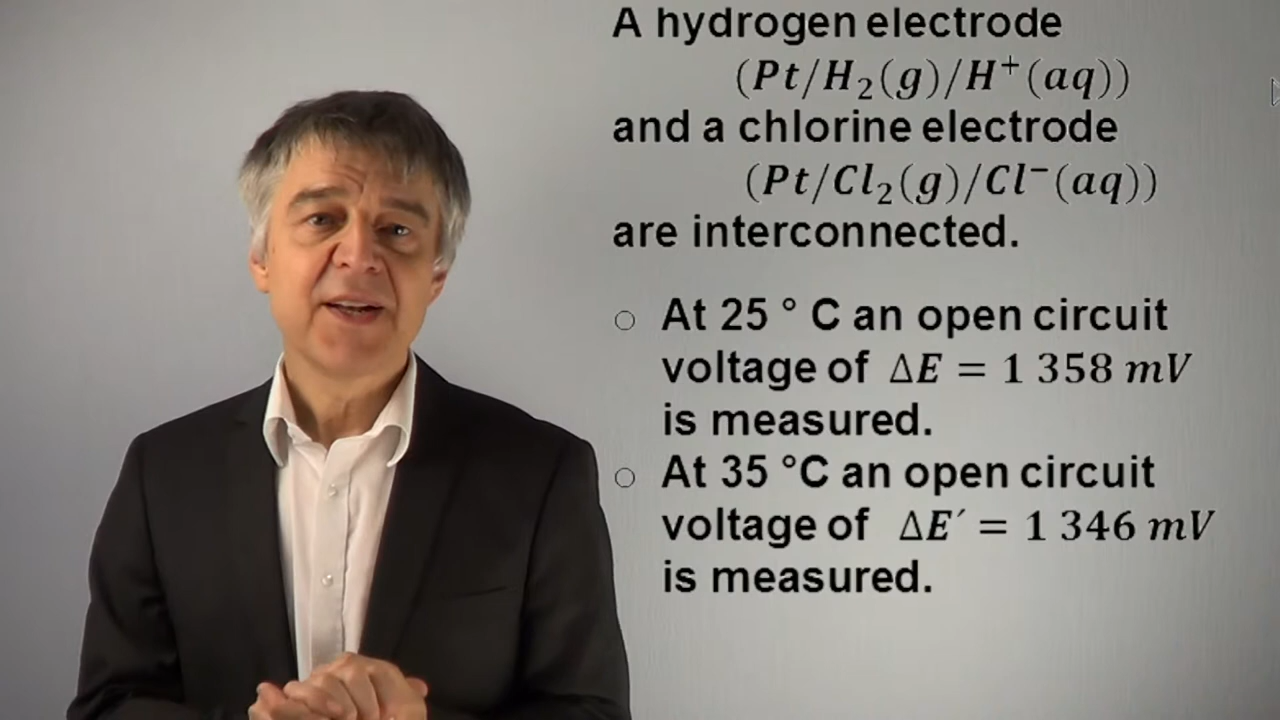 A hydrogen electrode
(Pt/H₂(g)/H⁺(aq))
and a chlorine electrode
(Pt/Cl₂(g)/Cl⁻(aq))
are interconnected.
○ At 25 ° C an open circuit
voltage of ΔE = 1 358 mV
is measured.
○ At 35 °C an open circuit
voltage of ΔE´ = 1 346 mV
is measured.